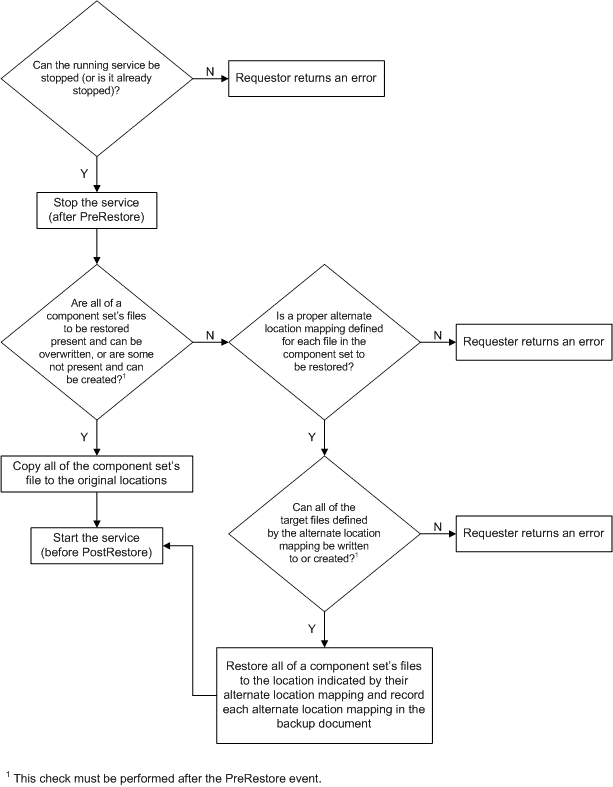 Can the running service be
stopped (or is it already
stopped)?
N
Requestor returns an error
Y
Stop the service
(after PreRestore)
Are all of a
component set's files
to be restored
present and can be
overwritten, or are some
not present and can
be created?1
N
Is a proper alternate
location mapping defined
for each file in the
component set to
be restored?
N
Requester returns an error
Y
Y
Copy all of the component set's
file to the original locations
Can all of the
target files defined
by the alternate location
mapping be written
to or created?1
N
Requester returns an error
Start the service
(before PostRestore)
Y
Restore all of a component set's files
to the location indicated by their
alternate location mapping and record
each alternate location mapping in the
backup document
1 This check must be performed after the PreRestore event.